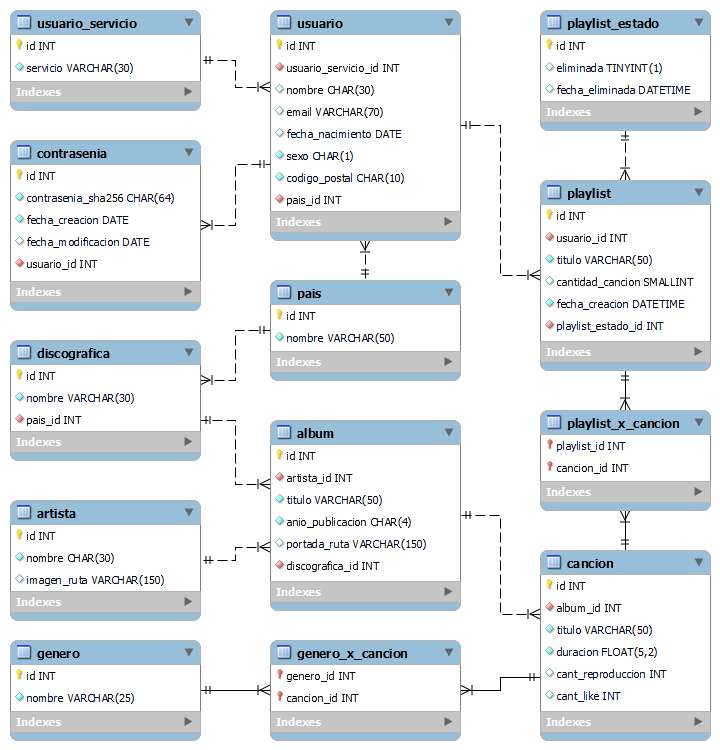 usuario_servicio
id INT
servicio VARCHAR(30)
Indexes
usuario
id INT
usuario_servicio_id INT
nombre CHAR(30)
email VARCHAR(70)
fecha_nacimiento DATE
sexo CHAR(1)
codigo_postal CHAR(10)
pais_id INT
Indexes
playlist_estado
id INT
eliminada TINYINT(1)
fecha_eliminada DATETIME
Indexes
contrasenia
id INT
contrasenia_sha256 CHAR(64)
fecha_creacion DATE
fecha_modificacion DATE
usuario_id INT
Indexes
playlist
id INT
usuario_id INT
titulo VARCHAR(50)
cantidad_cancion SMALLINT
fecha_creacion DATETIME
playlist_estado_id INT
Indexes
pais
id INT
nombre VARCHAR(50)
Indexes
discografica
id INT
nombre VARCHAR(30)
pais_id INT
Indexes
album
id INT
artista_id INT
titulo VARCHAR(50)
anio_publicacion CHAR(4)
portada_ruta VARCHAR(150)
discografica_id INT
Indexes
playlist_x_cancion
playlist_id INT
cancion_id INT
Indexes
artista
id INT
nombre CHAR(30)
imagen_ruta VARCHAR(150)
Indexes
cancion
id INT
album_id INT
titulo VARCHAR(50)
duracion FLOAT(5,2)
cant_reproduccion INT
cant_like INT
Indexes
genero
id INT
nombre VARCHAR(25)
Indexes
genero_x_cancion
genero_id INT
cancion_id INT
Indexes